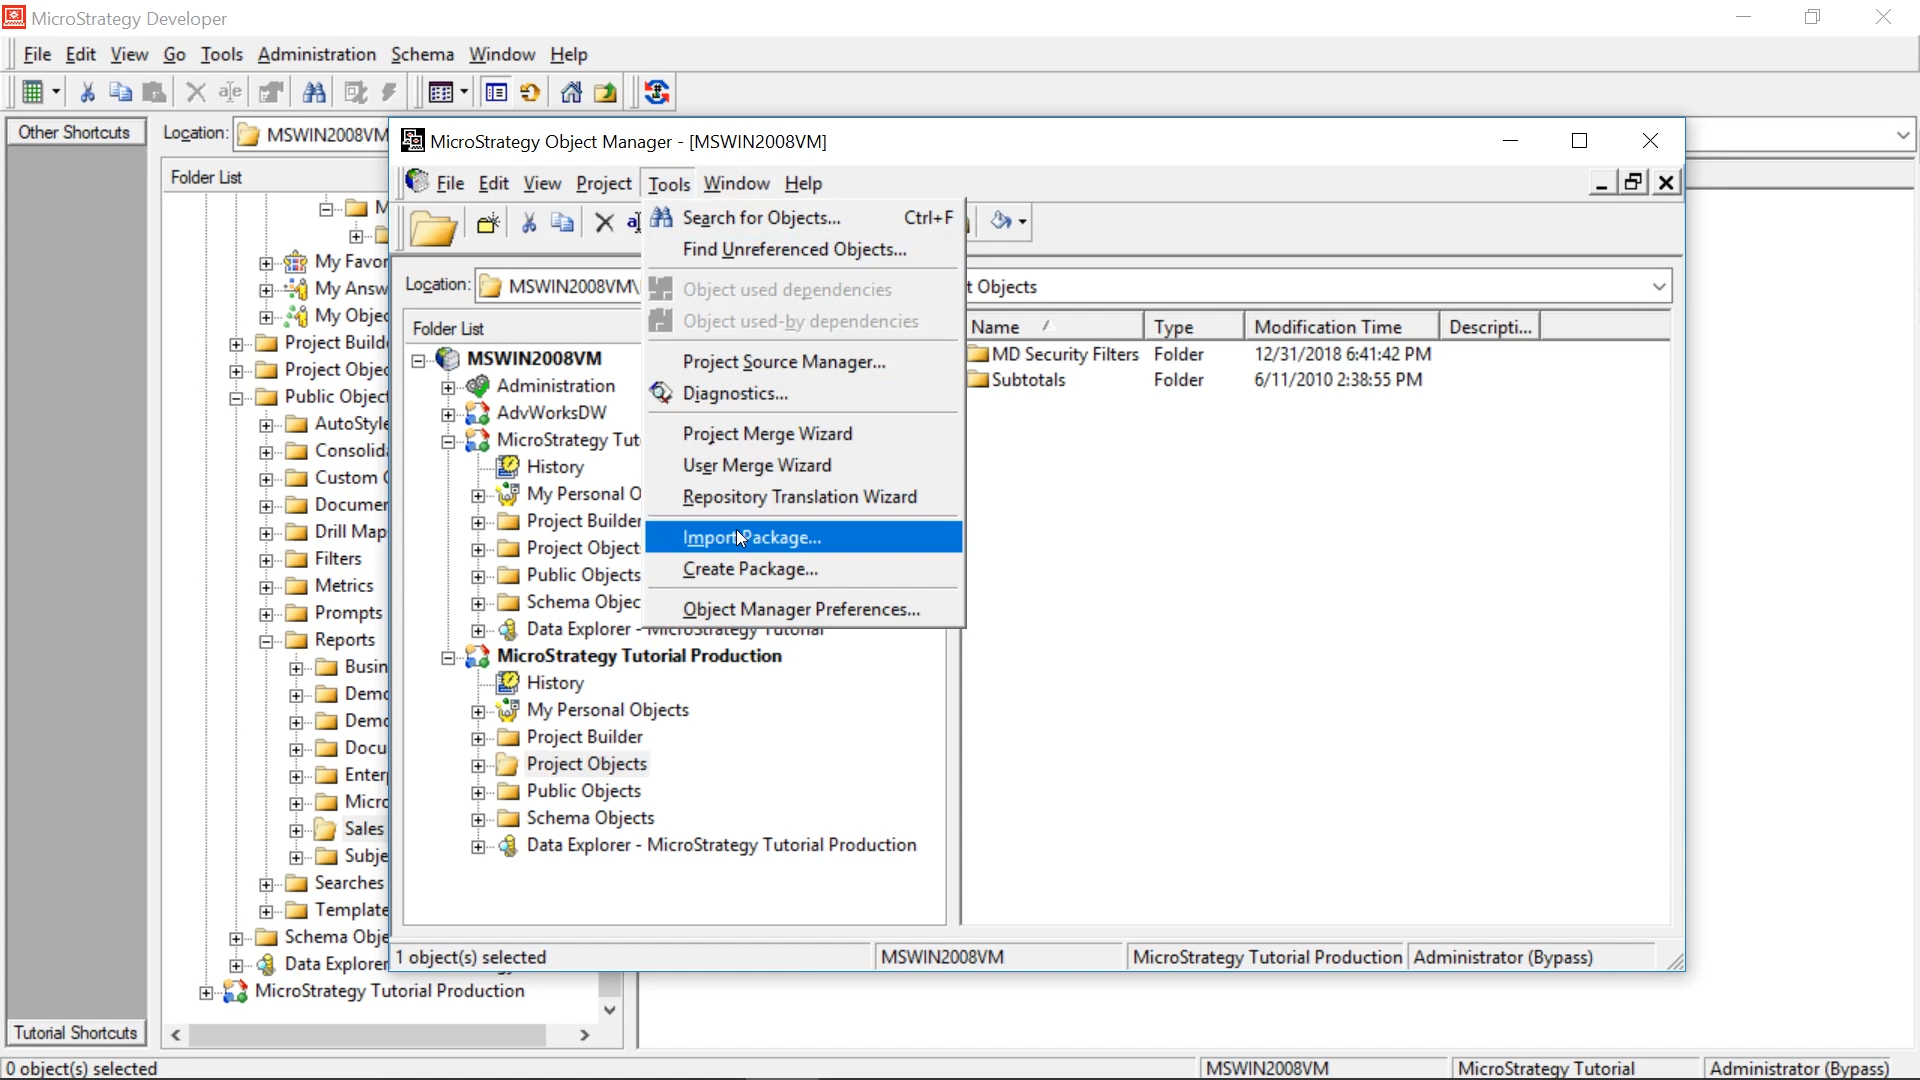 MicroStrategy Developer
File Edit View Go Tools Administration Schema Window Help
Other Shortcuts
Location: MSWIN2008VM
Folder List
M
My Favor
My Answ
My Objec
Project Build
Project Objec
Public Object
AutoStyle
Consolida
Custom
Documen
Drill Map
Filters
Metrics
Prompts
Reports
Busin
Demo
Demo
Docu
Enter
Micro
Sales
Subje
Searches
Template
Schema Obje
Data Explorer
MicroStrategy Tutorial Production
Tutorial Shortcuts
MicroStrategy Object Manager - [MSWIN2008VM]
File Edit View Project Tools Window Help
Location: MSWIN2008VM\
t Objects
Folder List
MSWIN2008VM
Administration
AdvWorksDW
MicroStrategy Tut
History
My Personal O
Project Builder
Project Object
Public Objects
Schema Objec
Data Explorer - MicroStrategy Tutorial
MicroStrategy Tutorial Production
History
My Personal Objects
Project Builder
Project Objects
Public Objects
Schema Objects
Data Explorer - MicroStrategy Tutorial Production
Search for Objects... Ctrl+F
Find Unreferenced Objects...
Object used dependencies
Object used-by dependencies
Project Source Manager...
Diagnostics...
Project Merge Wizard
User Merge Wizard
Repository Translation Wizard
Import Package...
Create Package...
Object Manager Preferences...
Name Type Modification Time Descripti...
MD Security Filters Folder 12/31/2018 6:41:42 PM
Subtotals Folder 6/11/2010 2:38:55 PM
1 object(s) selected MSWIN2008VM MicroStrategy Tutorial Production Administrator (Bypass)
0 object(s) selected MSWIN2008VM MicroStrategy Tutorial Administrator (Bypass)